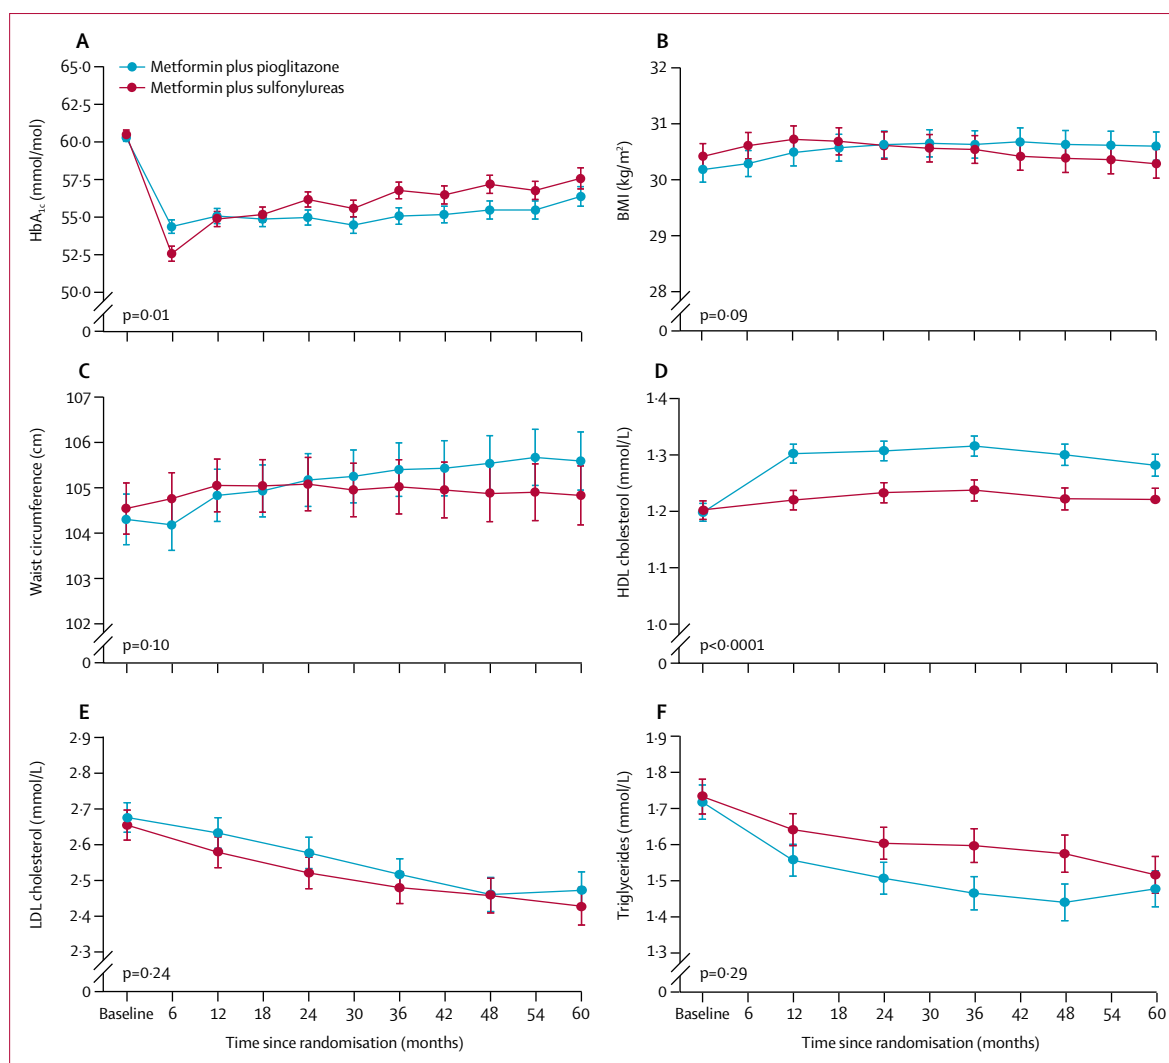 A
65·0
62·5
60·0
57·5
55·0
52·5
50·0
0
HbA1c (mmol/mol)
Metformin plus pioglitazone
Metformin plus sulfonylureas
p=0·01
B
32
31
30
29
28
0
BMI (kg/m²)
p=0·09
C
107
106
105
104
103
102
0
Waist circumference (cm)
p=0·10
D
1·4
1·3
1·2
1·1
1·0
0
HDL cholesterol (mmol/L)
p<0·0001
E
2·9
2·8
2·7
2·6
2·5
2·4
2·3
0
LDL cholesterol (mmol/L)
p=0·24
Baseline 6 12 18 24 30 36 42 48 54 60
Time since randomisation (months)
F
1·9
1·8
1·7
1·6
1·5
1·4
1·3
0
Triglycerides (mmol/L)
p=0·29
Baseline 6 12 18 24 30 36 42 48 54 60
Time since randomisation (months)